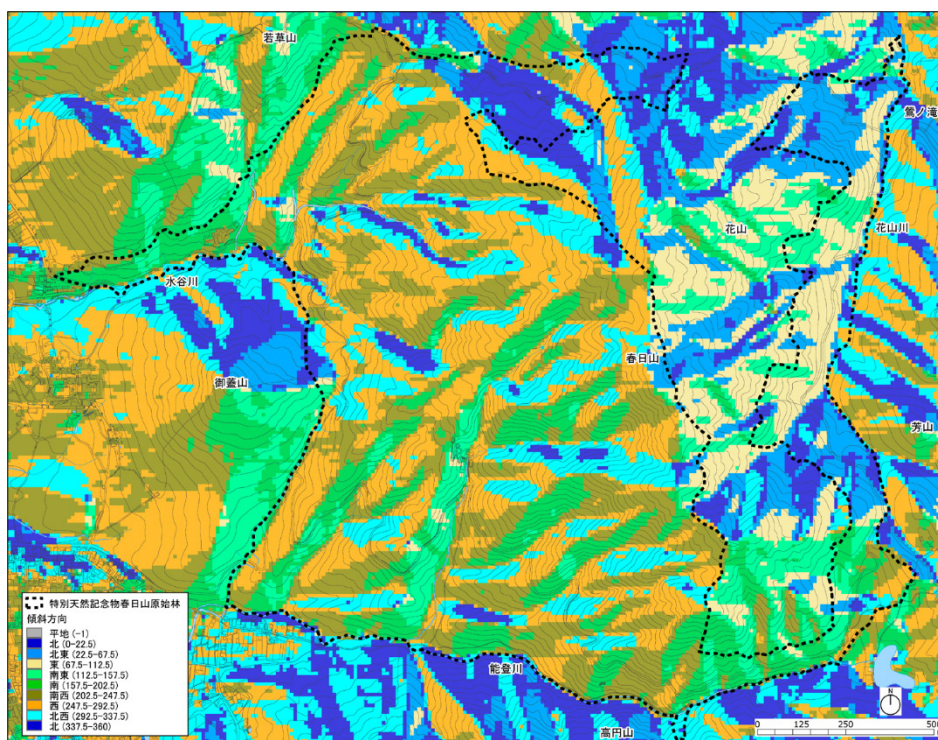 若草山
鶯ノ滝
花山
花山川
水谷川
春日山
御蓋山
芳山
特別天然記念物春日山原始林
傾斜方向
平地 (-1)
北 (0-22.5)
北東 (22.5-67.5)
東 (67.5-112.5)
南東 (112.5-157.5)
南 (157.5-202.5)
南西 (202.5-247.5)
西 (247.5-292.5)
北西 (292.5-337.5)
北 (337.5-360)
能登川
高円山
N
0 125 250 500